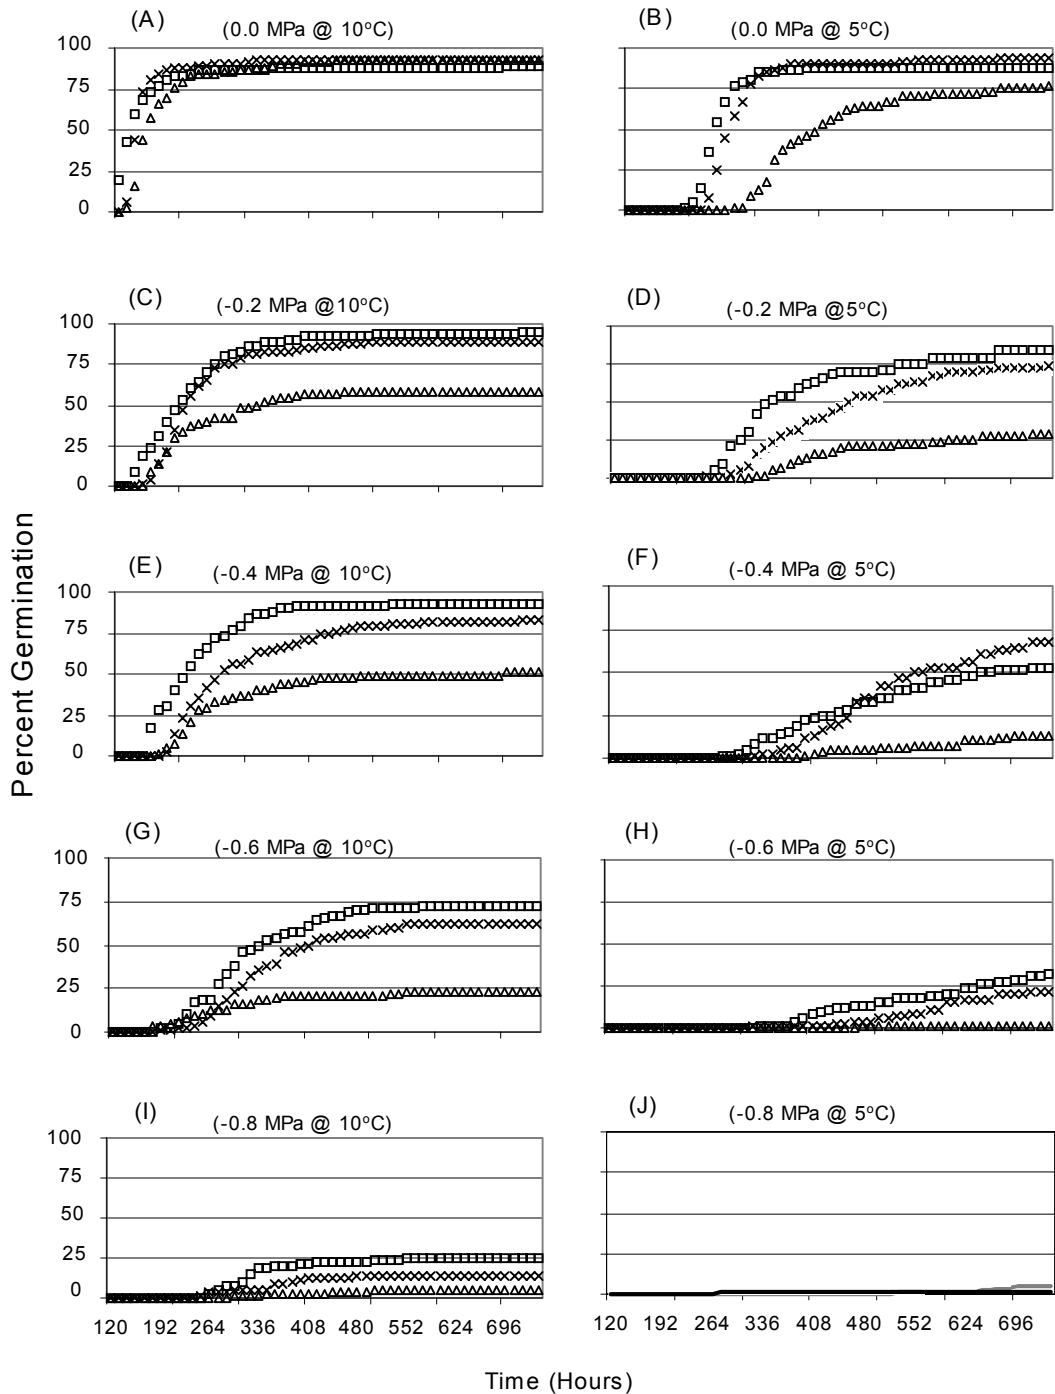 (A)
(0.0 MPa @ 10°C)
100
75
50
25
0
(B)
(0.0 MPa @ 5°C)
(C)
(-0.2 MPa @10°C)
100
75
50
25
0
(D)
(-0.2 MPa @5°C)
Percent Germination
(E)
(-0.4 MPa @ 10°C)
100
75
50
25
0
(F)
(-0.4 MPa @ 5°C)
(G)
(-0.6 MPa @ 10°C)
100
75
50
25
0
(H)
(-0.6 MPa @ 5°C)
(I)
(-0.8 MPa @ 10°C)
100
75
50
25
0
120 192 264 336 408 480 552 624 696
(J)
(-0.8 MPa @ 5°C)
120 192 264 336 408 480 552 624 696
Time (Hours)